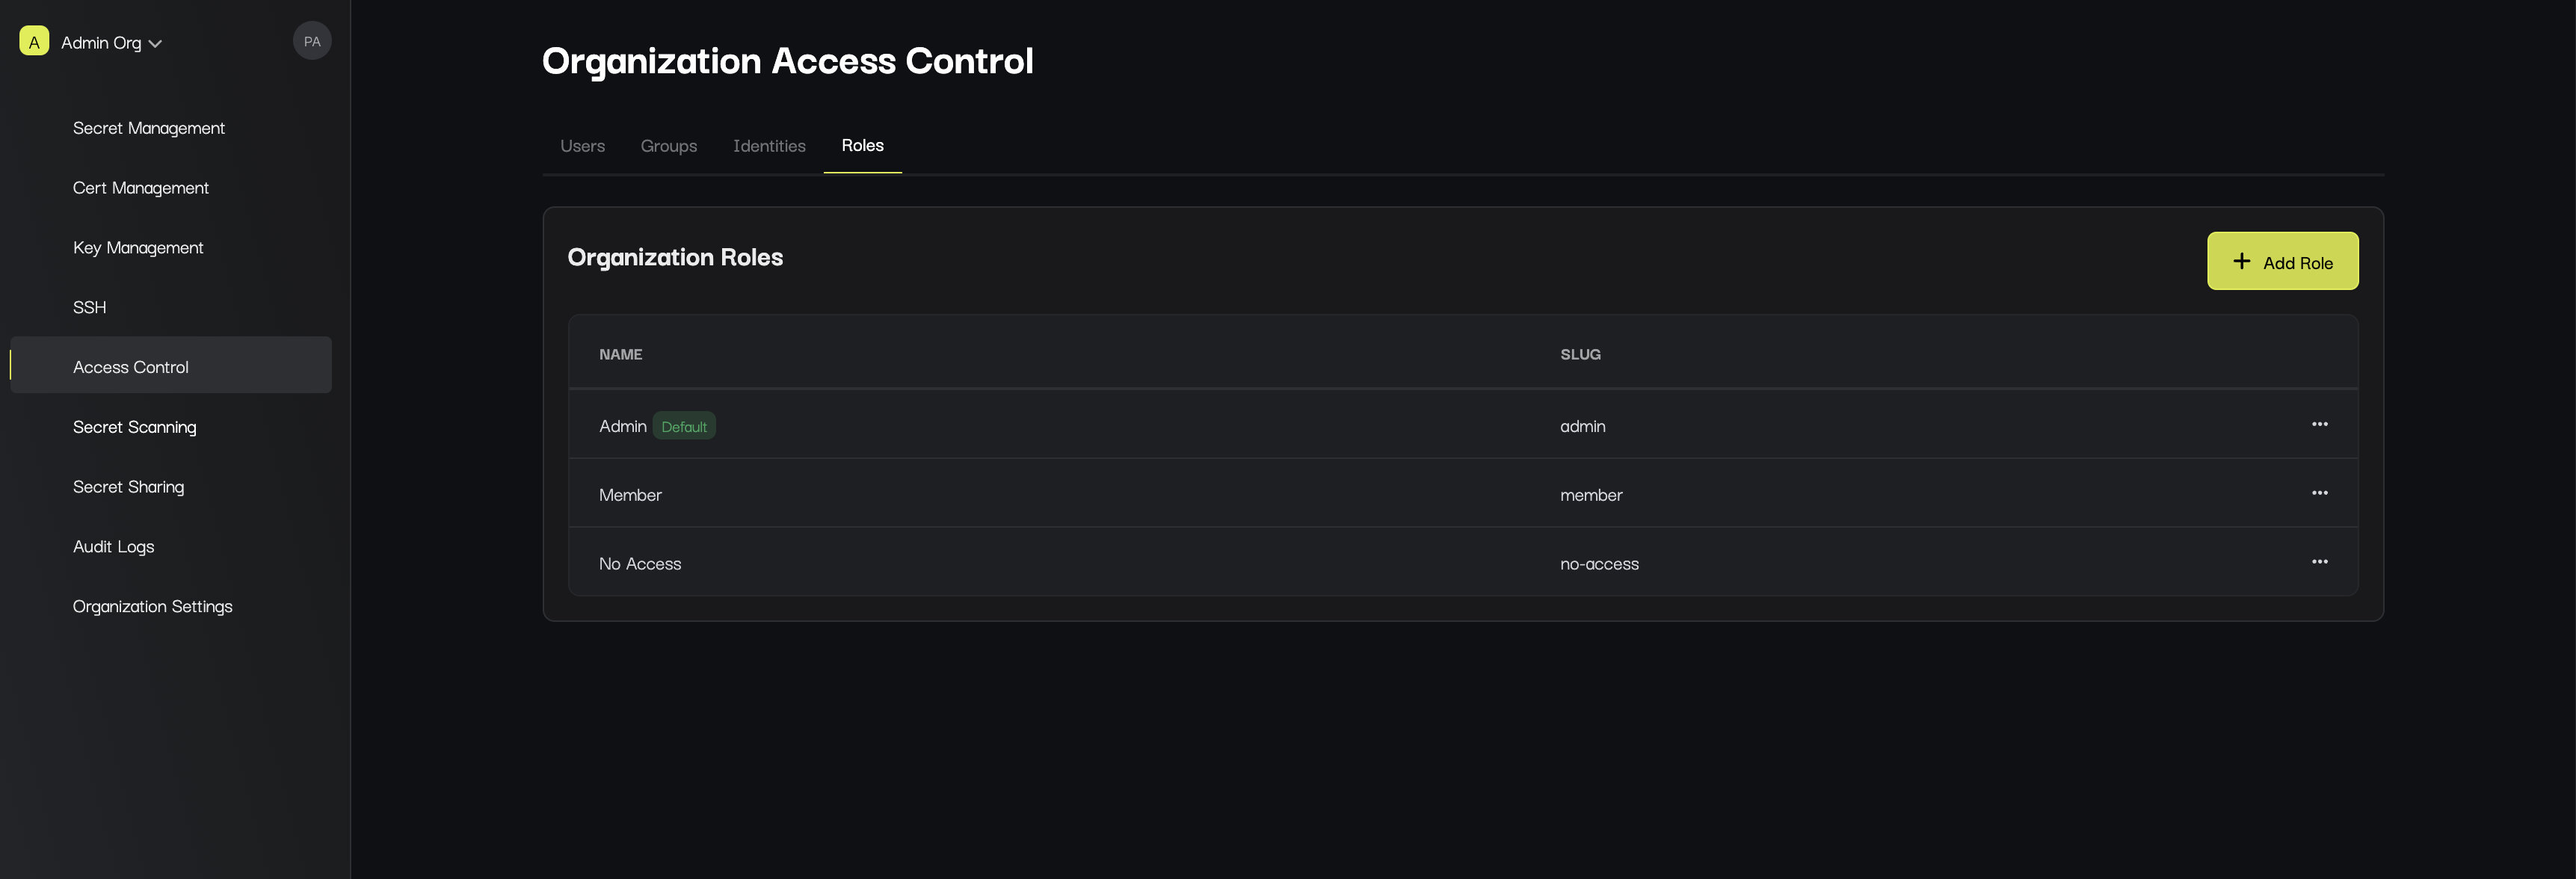 A Admin Org PA
Secret Management
Cert Management
Key Management
SSH
Access Control
Secret Scanning
Secret Sharing
Audit Logs
Organization Settings
Organization Access Control
Users Groups Identities Roles
Organization Roles
Add Role
NAME SLUG
Admin Default admin
Member member
No Access no-access